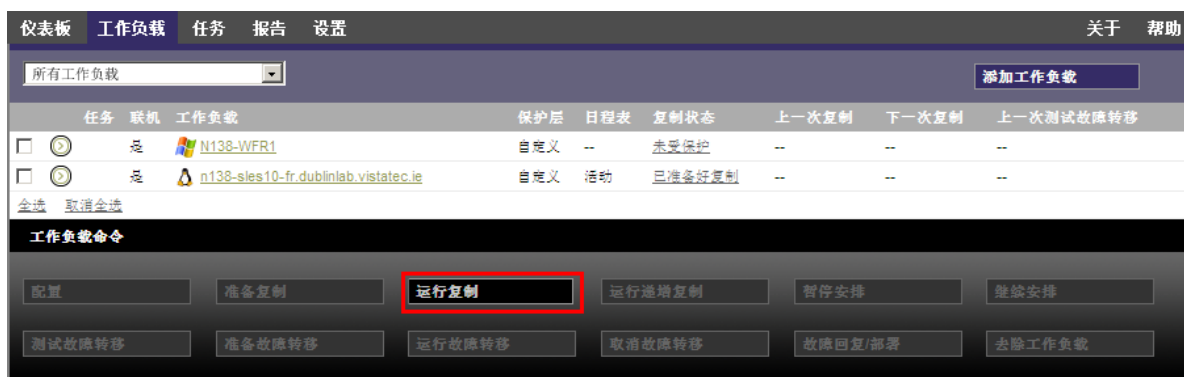 仪表板 工作负载 任务 报告 设置 关于 帮助
所有工作负载 添加工作负载
任务 联机 工作负载 保护层 日程表 复制状态 上一次复制 下一次复制 上一次测试故障转移
是 N138-WFR1 自定义 -- 未受保护 -- -- --
是 n138-sles10-fr.dublinlab.vistatec.ie 自定义 活动 已准备好复制 -- -- --
全选 取消全选
工作负载命令
配置 准备复制 运行复制 运行递增复制 暂停安排 继续安排
测试故障转移 准备故障转移 运行故障转移 取消故障转移 故障回复/部署 去除工作负载